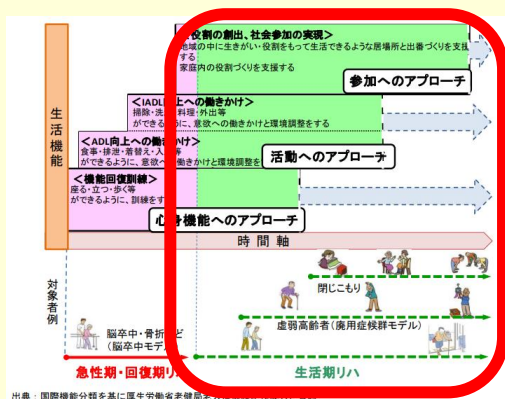 役割の創出、社会参加の実現＞
地域の中に生きがい・役割をもって生活できるような居場所と出番づくりを支援
する
家庭内の役割づくりを支援する
参加へのアプローチ
＜IADL向上への働きかけ＞
掃除・洗 料理・外出等
ができるように、意欲への働きかけと環境調整をする
＜ADL向上への働きかけ＞
食事・排泄・着替え・入 等
ができるように、意欲への働きかけと環境調整を
活動へのアプローチ
＜機能回復訓練＞
座る・立つ・歩く等
ができるように、訓練をす
心身機能へのアプローチ
生活機能
時間軸
対象者例
閉じこもり
虚弱高齢者（廃用症候群モデル）
脳卒中・骨折など
（脳卒中モデ
急性期・回復期リハ
生活期リハ
出典：国際機能分類を基に厚生労働省老健局